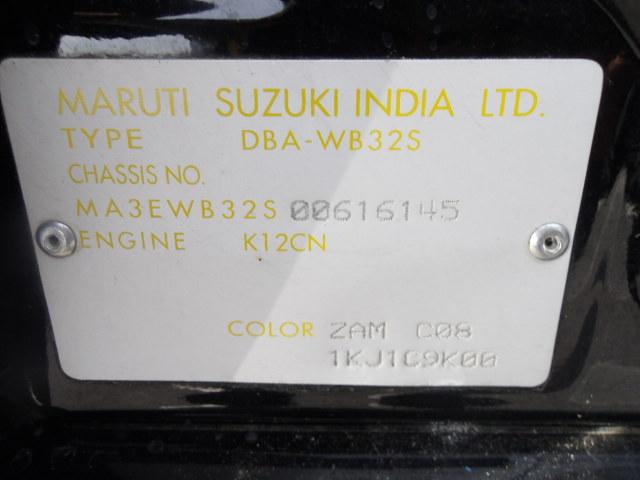 MARUTI SUZUKI INDIA LTD.
TYPE DBA-WB32S
CHASSIS NO.
MA3EWB32S 00616145
ENGINE K12CN
COLOR ZAM C08
1KJ1C9K00